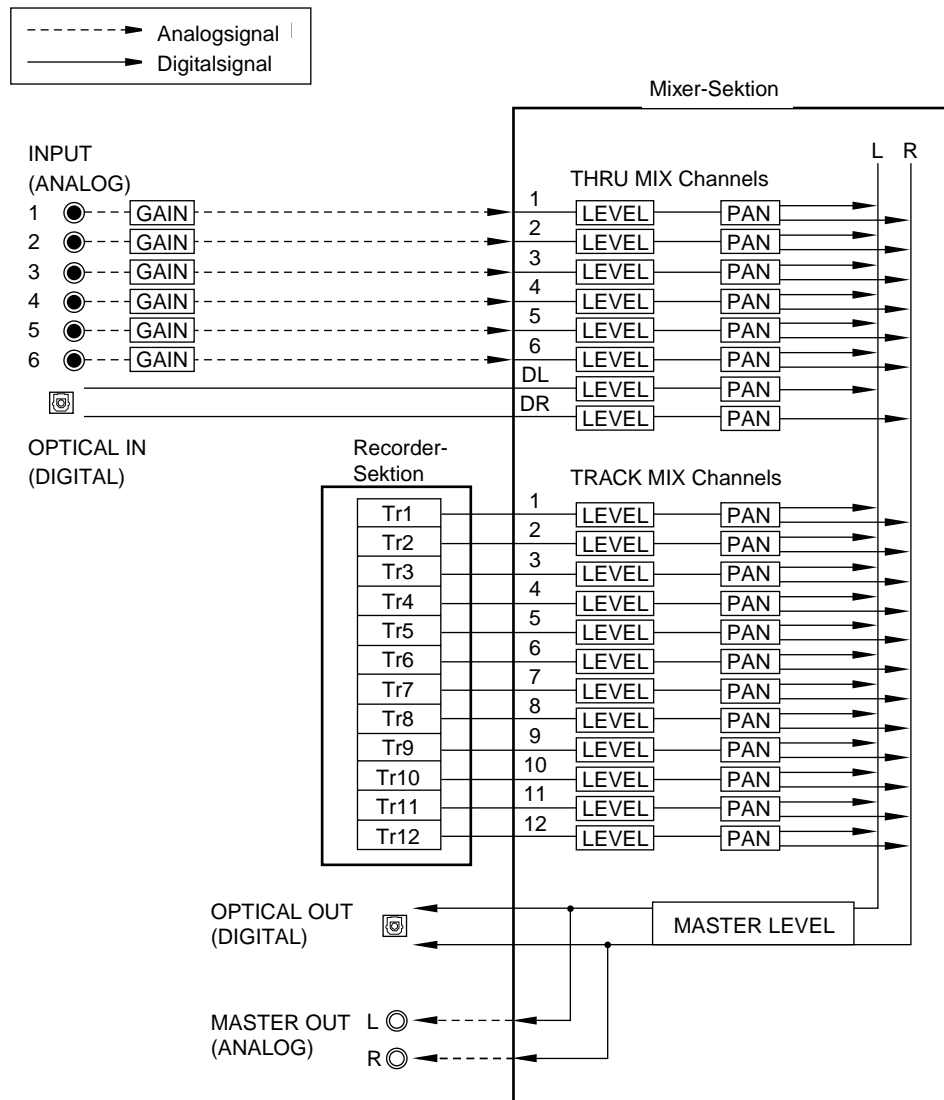 Analogsignal
Digitalsignal
Mixer-Sektion
L R
INPUT
(ANALOG)
THRU MIX Channels
1 GAIN 1 LEVEL PAN
2 GAIN 2 LEVEL PAN
3 GAIN 3 LEVEL PAN
4 GAIN 4 LEVEL PAN
5 GAIN 5 LEVEL PAN
6 GAIN 6 LEVEL PAN
DL LEVEL PAN
DR LEVEL PAN
OPTICAL IN
(DIGITAL)
Recorder-
Sektion
TRACK MIX Channels
Tr1 1 LEVEL PAN
Tr2 2 LEVEL PAN
Tr3 3 LEVEL PAN
Tr4 4 LEVEL PAN
Tr5 5 LEVEL PAN
Tr6 6 LEVEL PAN
Tr7 7 LEVEL PAN
Tr8 8 LEVEL PAN
Tr9 9 LEVEL PAN
Tr10 10 LEVEL PAN
Tr11 11 LEVEL PAN
Tr12 12 LEVEL PAN
OPTICAL OUT
(DIGITAL)
MASTER LEVEL
MASTER OUT L
(ANALOG)
R